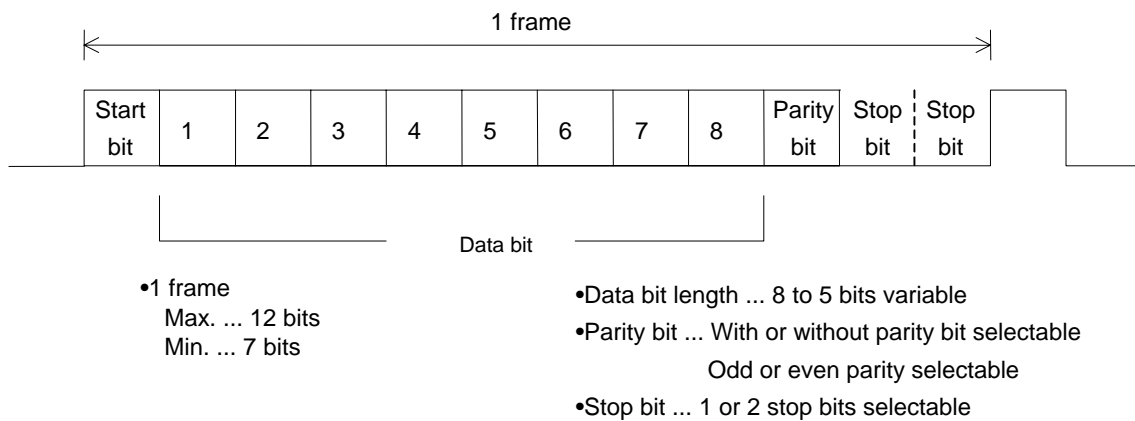 1 frame
Start bit
1 2 3 4 5 6 7 8
Parity bit
Stop bit
Stop bit
Data bit
•1 frame
Max. ... 12 bits
Min. ... 7 bits
•Data bit length ... 8 to 5 bits variable
•Parity bit ... With or without parity bit selectable
Odd or even parity selectable
•Stop bit ... 1 or 2 stop bits selectable